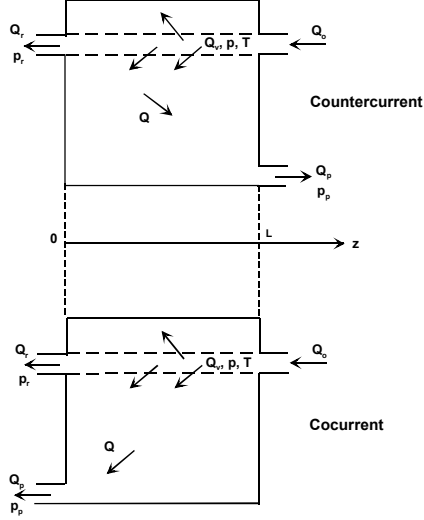 Qr
Qo
pr
Qv, p, T
Countercurrent
Q
Qp
pp
0
L
z
Qr
Qo
pr
Qv, p, T
Cocurrent
Q
Qp
pp